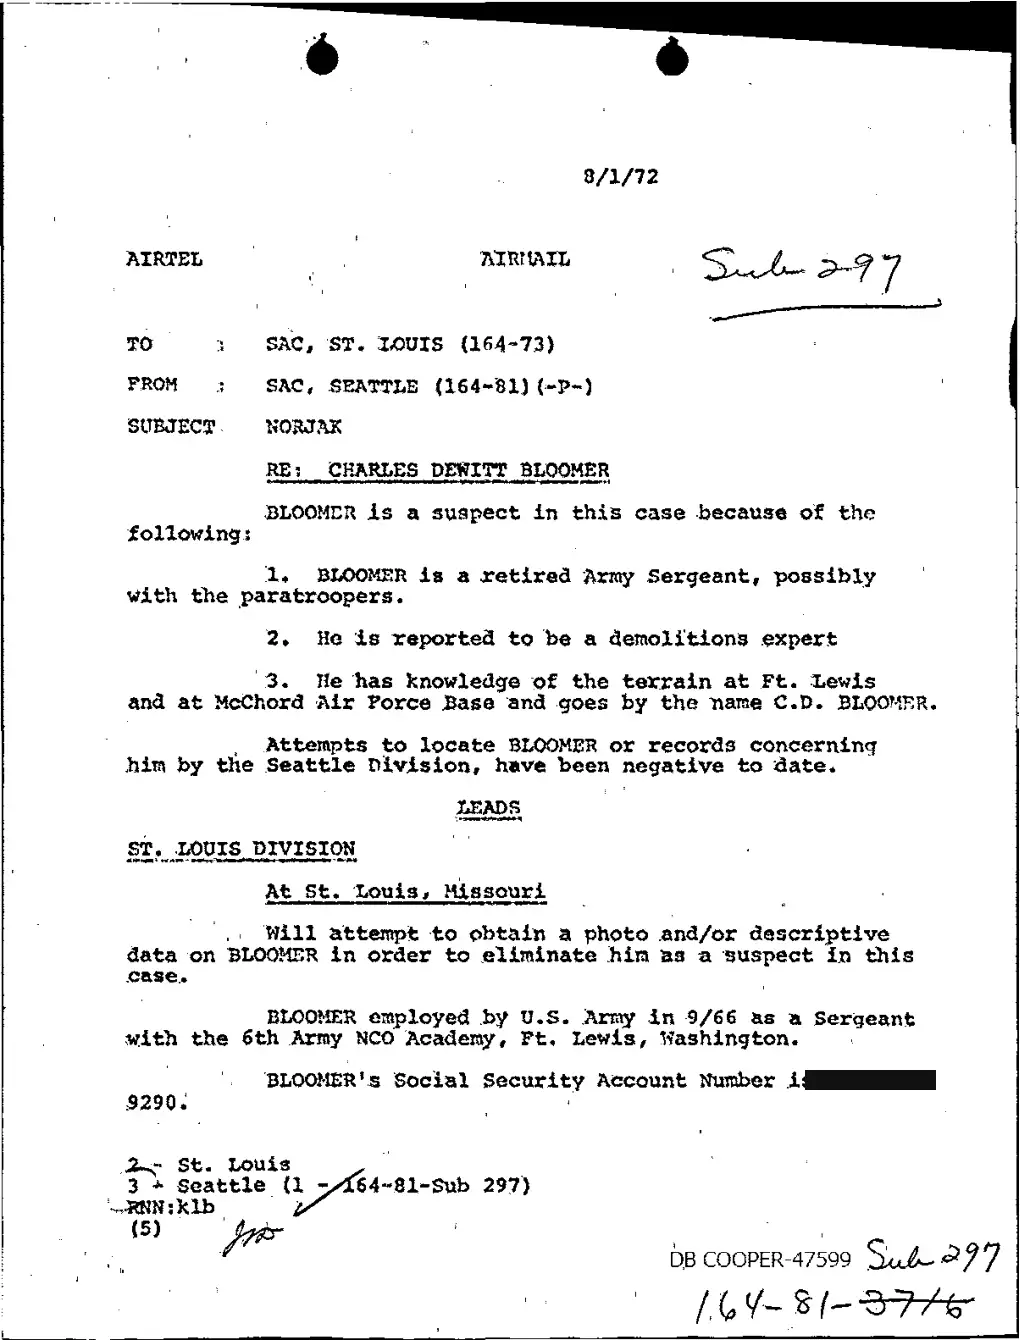 8/1/72
AIRTEL AIRMAIL
Sub 297
TO : SAC, ST. LOUIS (164-73)
FROM : SAC, SEATTLE (164-81)(-P-)
SUBJECT NORJAK
RE: CHARLES DEWITT BLOOMER
BLOOMER is a suspect in this case because of the
following:
1. BLOOMER is a retired Army Sergeant, possibly
with the paratroopers.
2. He is reported to be a demolitions expert
3. He has knowledge of the terrain at Ft. Lewis
and at McChord Air Force Base and goes by the name C.D. BLOOMER.
Attempts to locate BLOOMER or records concerning
him by the Seattle Division, have been negative to date.
LEADS
ST. LOUIS DIVISION
At St. Louis, Missouri
Will attempt to obtain a photo and/or descriptive
data on BLOOMER in order to eliminate him as a suspect in this
case.
BLOOMER employed by U.S. Army in 9/66 as a Sergeant
with the 6th Army NCO Academy, Ft. Lewis, Washington.
BLOOMER's Social Security Account Number is
9290.
2 - St. Louis
3 - Seattle (1 - 164-81-Sub 297)
RNN:klb
(5)
DB COOPER-47599 Sub 297
164-81-3716